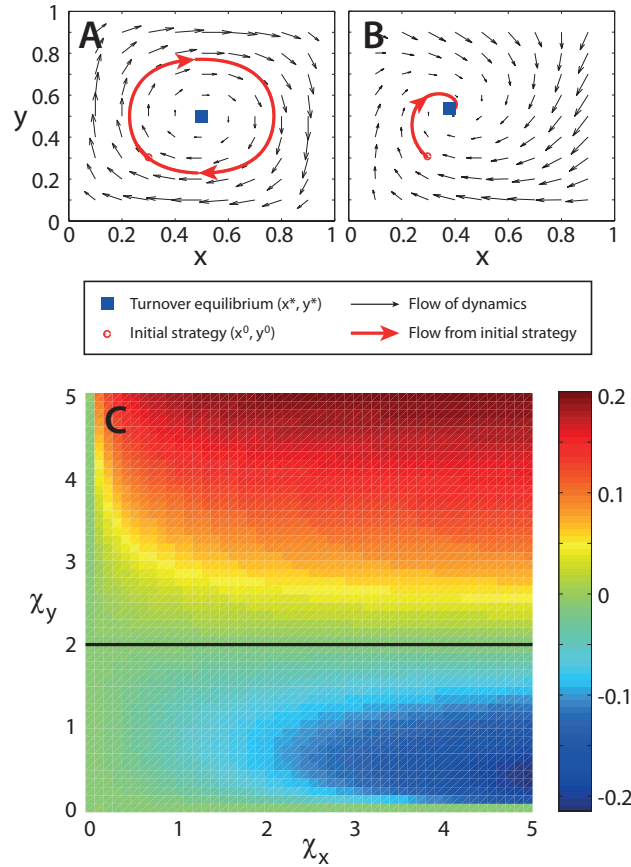 A
B
y
1
0.8
0.6
0.4
0.2
0
0 0.2 0.4 0.6 0.8 1
0 0.2 0.4 0.6 0.8 1
x
x
Turnover equilibrium (x*, y*)
Flow of dynamics
Initial strategy (x⁰, y⁰)
Flow from initial strategy
C
5
4
3
2
1
0
χy
0 1 2 3 4 5
χx
0.2
0.1
0
-0.1
-0.2